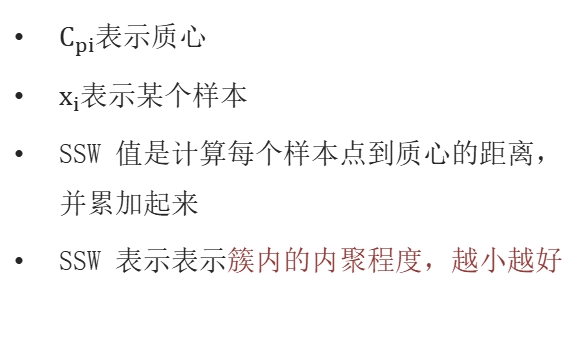 • Cpi表示质心
• xi表示某个样本
• SSW 值是计算每个样本点到质心的距离，
并累加起来
• SSW 表示表示簇内的内聚程度，越小越好